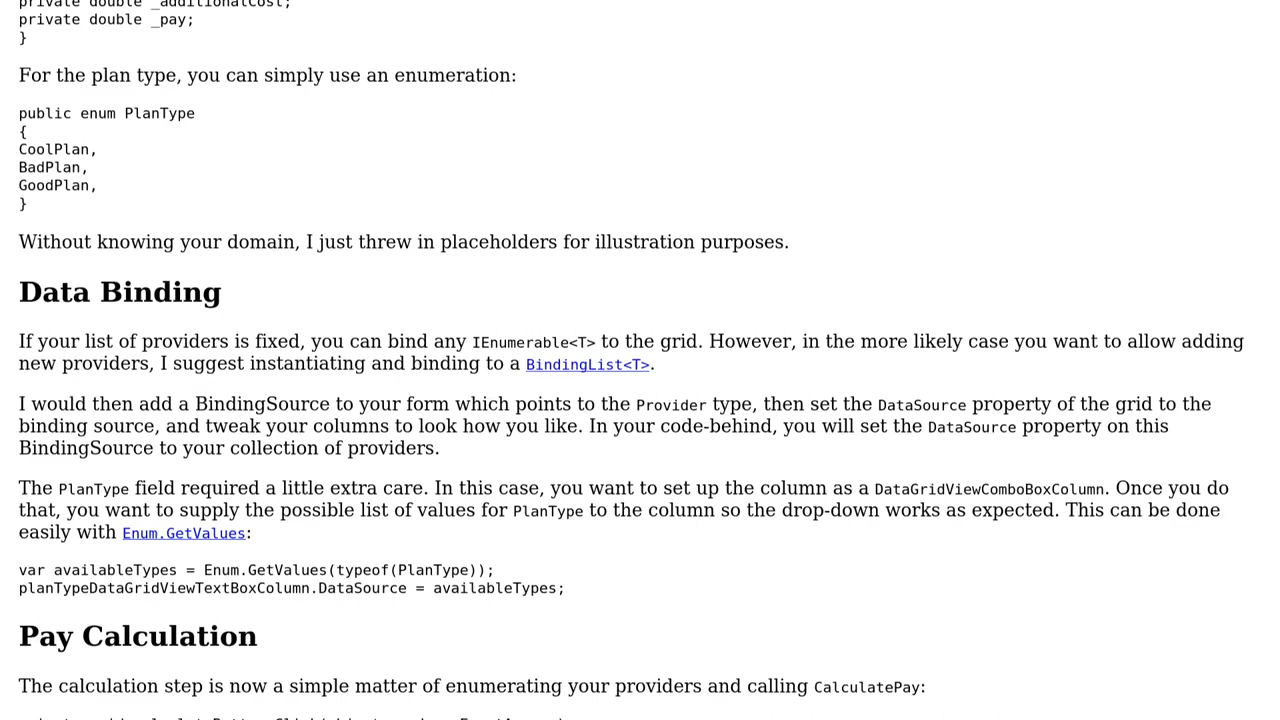 private double _additionalCost;
private double _pay;
}
For the plan type, you can simply use an enumeration:
public enum PlanType
{
CoolPlan,
BadPlan,
GoodPlan,
}
Without knowing your domain, I just threw in placeholders for illustration purposes.
Data Binding
If your list of providers is fixed, you can bind any IEnumerable<T> to the grid. However, in the more likely case you want to allow adding
new providers, I suggest instantiating and binding to a BindingList<T>.
I would then add a BindingSource to your form which points to the Provider type, then set the DataSource property of the grid to the
binding source, and tweak your columns to look how you like. In your code-behind, you will set the DataSource property on this
BindingSource to your collection of providers.
The PlanType field required a little extra care. In this case, you want to set up the column as a DataGridViewComboBoxColumn. Once you do
that, you want to supply the possible list of values for PlanType to the column so the drop-down works as expected. This can be done
easily with Enum.GetValues:
var availableTypes = Enum.GetValues(typeof(PlanType));
planTypeDataGridViewTextBoxColumn.DataSource = availableTypes;
Pay Calculation
The calculation step is now a simple matter of enumerating your providers and calling CalculatePay: